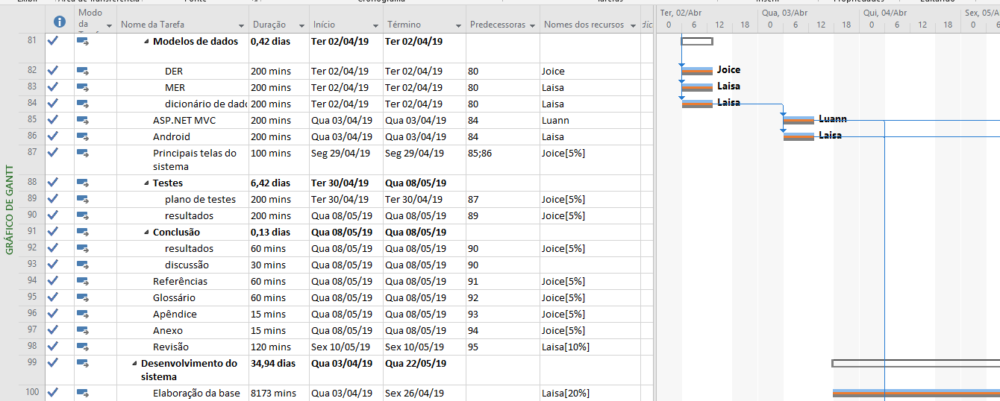 Modo
da
Nome da Tarefa Duração Início Término Predecessoras Nomes dos recursos
Ter, 02/Abr Qua, 03/Abr Qui, 04/Abr Sex, 05/A
0 6 12 18 0 6 12 18 0 6 12 18 0 6
81 Modelos de dados 0,42 dias Ter 02/04/19 Ter 02/04/19
82 DER 200 mins Ter 02/04/19 Ter 02/04/19 80 Joice Joice
83 MER 200 mins Ter 02/04/19 Ter 02/04/19 80 Laisa Laisa
84 dicionário de dado 200 mins Ter 02/04/19 Ter 02/04/19 80 Laisa Laisa
85 ASP.NET MVC 200 mins Qua 03/04/19 Qua 03/04/19 84 Luann Luann
86 Android 200 mins Qua 03/04/19 Qua 03/04/19 84 Laisa Laisa
87 Principais telas do 100 mins Seg 29/04/19 Seg 29/04/19 85;86 Joice[5%]
sistema
88 Testes 6,42 dias Ter 30/04/19 Qua 08/05/19
89 plano de testes 200 mins Ter 30/04/19 Ter 30/04/19 87 Joice[5%]
90 resultados 200 mins Qua 08/05/19 Qua 08/05/19 89 Joice[5%]
91 Conclusão 0,13 dias Qua 08/05/19 Qua 08/05/19
92 resultados 60 mins Qua 08/05/19 Qua 08/05/19 90 Joice[5%]
93 discussão 30 mins Qua 08/05/19 Qua 08/05/19 90
94 Referências 60 mins Qua 08/05/19 Qua 08/05/19 91 Joice[5%]
95 Glossário 60 mins Qua 08/05/19 Qua 08/05/19 92 Joice[5%]
96 Apêndice 15 mins Qua 08/05/19 Qua 08/05/19 93 Joice[5%]
97 Anexo 15 mins Qua 08/05/19 Qua 08/05/19 94 Joice[5%]
98 Revisão 120 mins Sex 10/05/19 Sex 10/05/19 95 Laisa[10%]
99 Desenvolvimento do 34,94 dias Qua 03/04/19 Qua 22/05/19
sistema
100 Elaboração da base 8173 mins Qua 03/04/19 Sex 26/04/19 Laisa[20%]
GRÁFICO DE GANTT